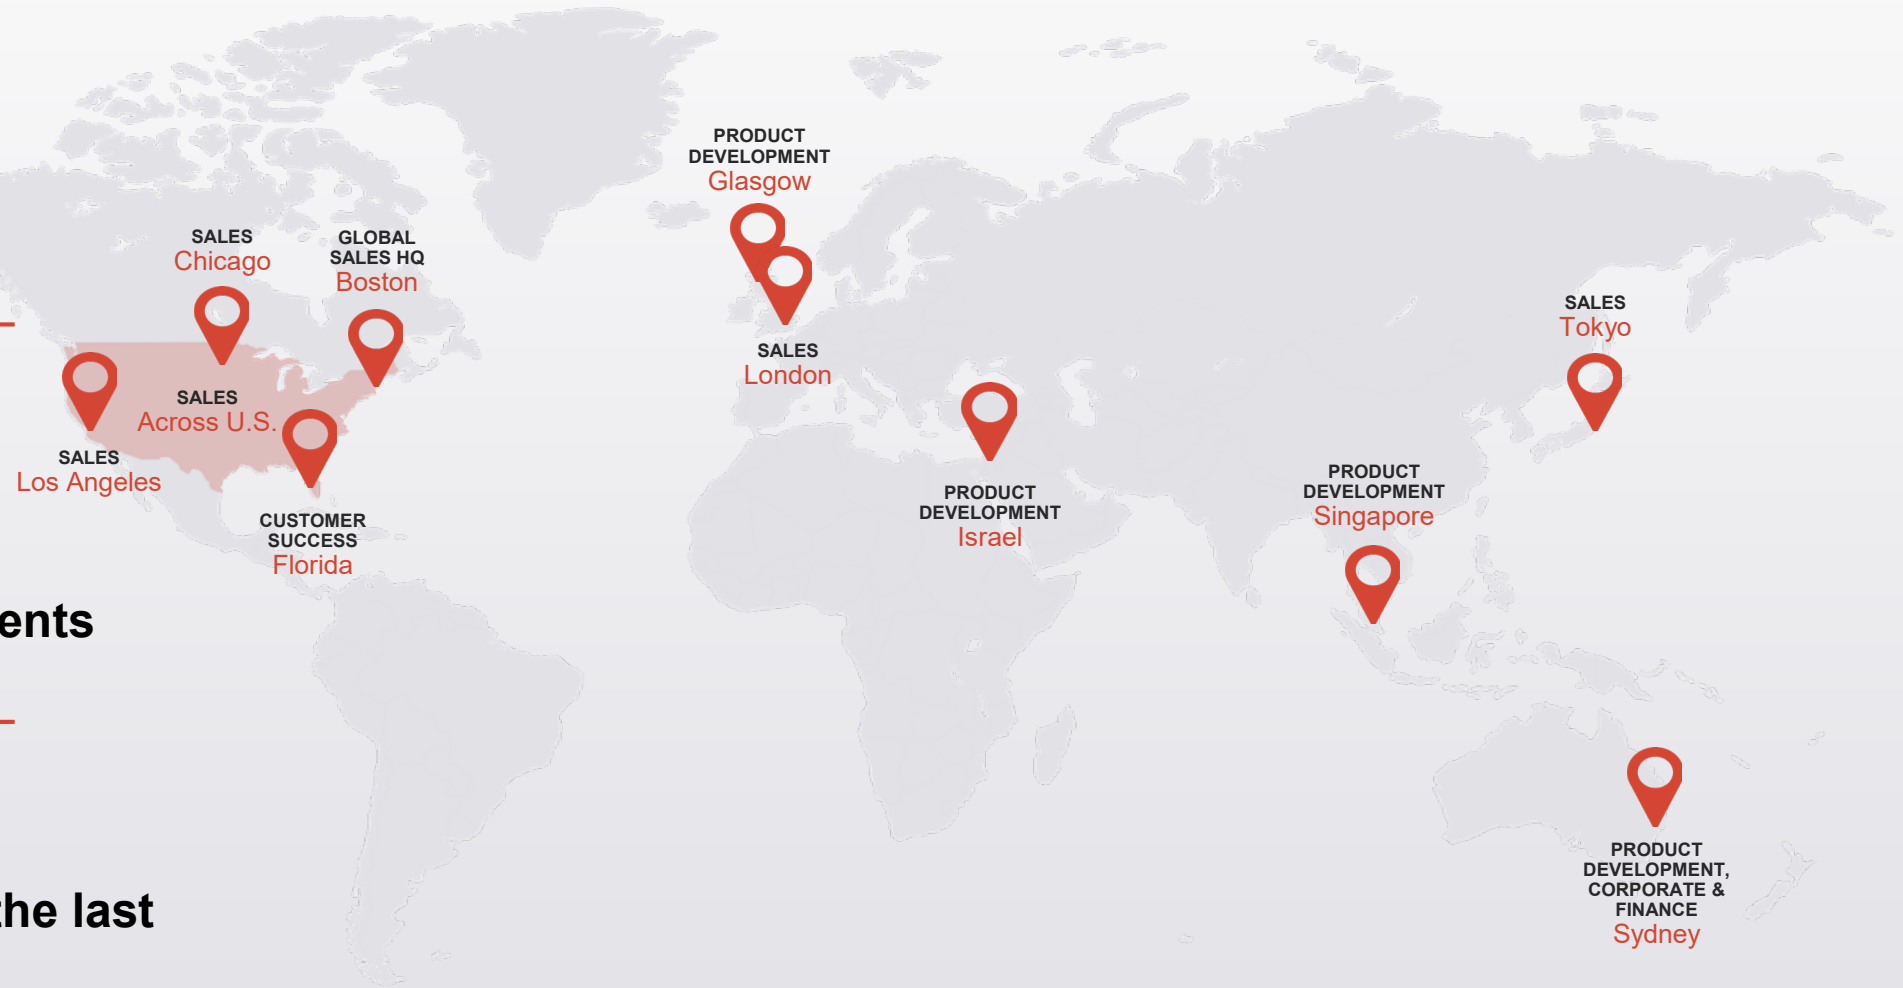 PRODUCT
DEVELOPMENT
Glasgow
SALES
Chicago
GLOBAL
SALES HQ
Boston
SALES
Tokyo
SALES
London
SALES
Across U.S.
SALES
Los Angeles
PRODUCT
DEVELOPMENT
Israel
PRODUCT
DEVELOPMENT
Singapore
CUSTOMER
SUCCESS
Florida
ents
the last
PRODUCT
DEVELOPMENT,
CORPORATE &
FINANCE
Sydney